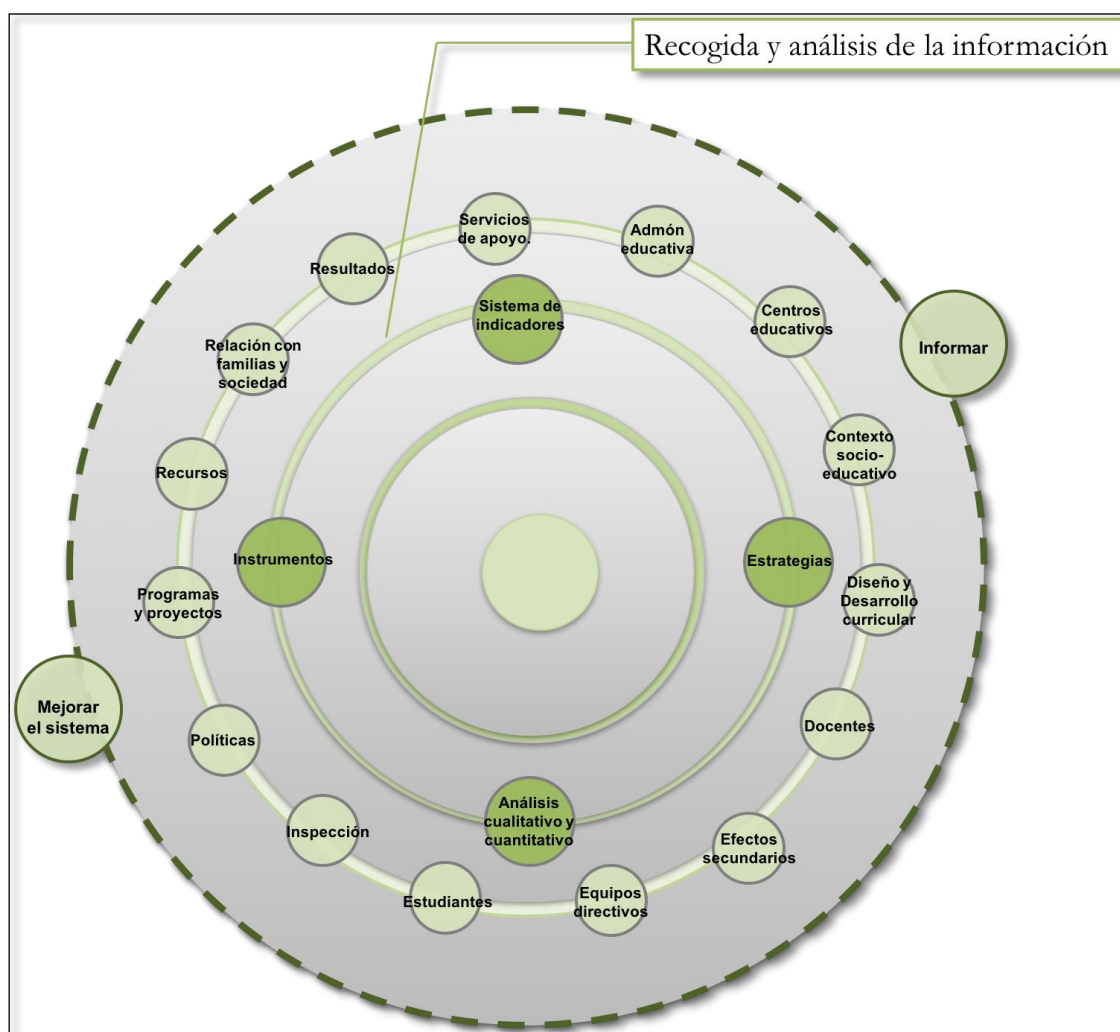 Recogida y análisis de la información
Servicios
de apoyo.
Admón
educativa
Resultados
Sistema de
indicadores
Centros
educativos
Relación con
familias y
sociedad
Informar
Contexto
socio-
educativo
Recursos
Instrumentos
Estrategias
Programas
y proyectos
Diseño y
Desarrollo
curricular
Mejorar
el sistema
Docentes
Políticas
Análisis
cualitativo y
cuantitativo
Inspección
Efectos
secundarios
Estudiantes
Equipos
directivos